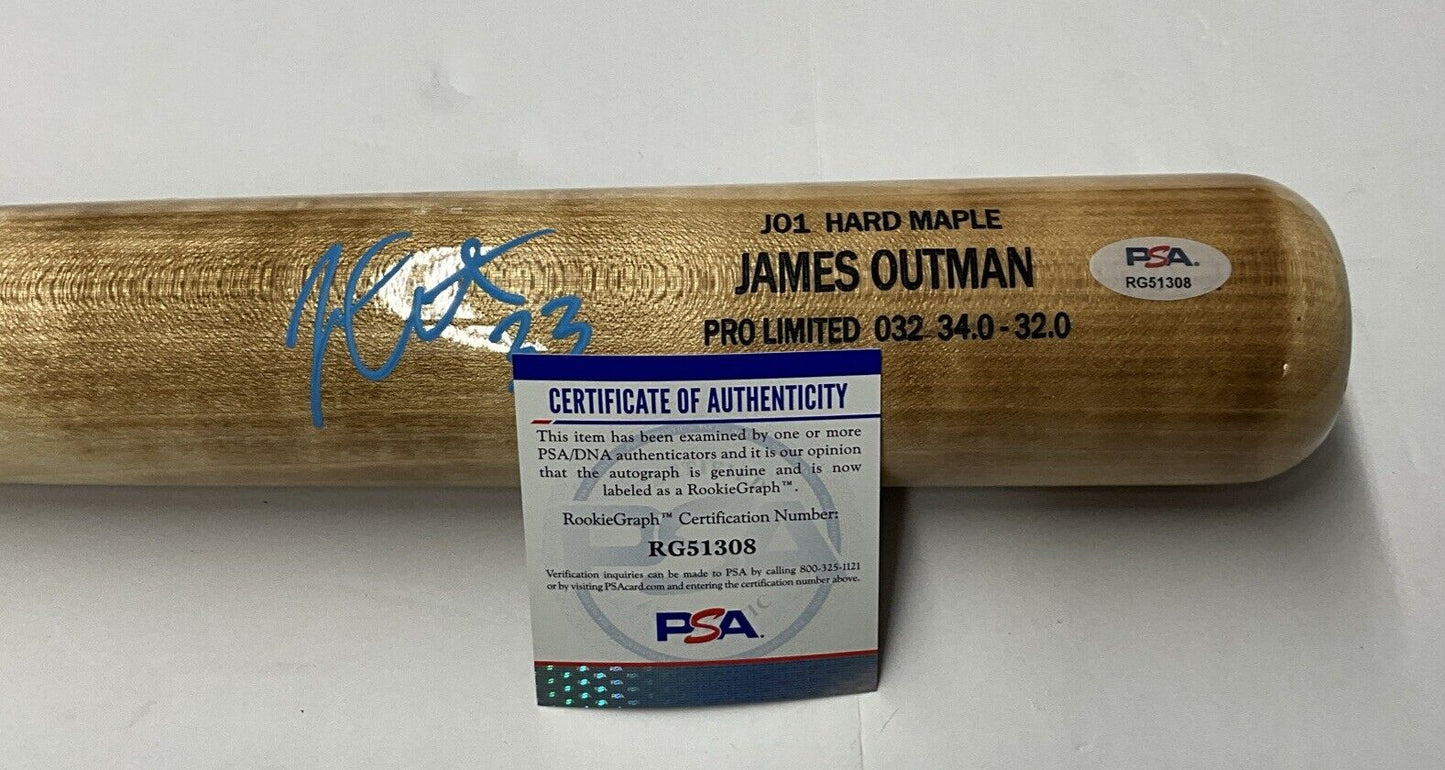 JO1 HARD MAPLE
JAMES OUTMAN
PRO LIMITED 032 34.0-32.0
PSA.
RG51308
33
CERTIFICATE OF AUTHENTICITY
This item has been examined by one or more
PSA/DNA authenticators and it is our opinion
that the autograph is genuine and is now
labeled as a RookieGraph™.
RookieGraph™ Certification Number:
RG51308
Verification inquiries can be made to PSA by calling 800-325-1121
or by visiting PSAcard.com and entering the certification number above.
PSA.